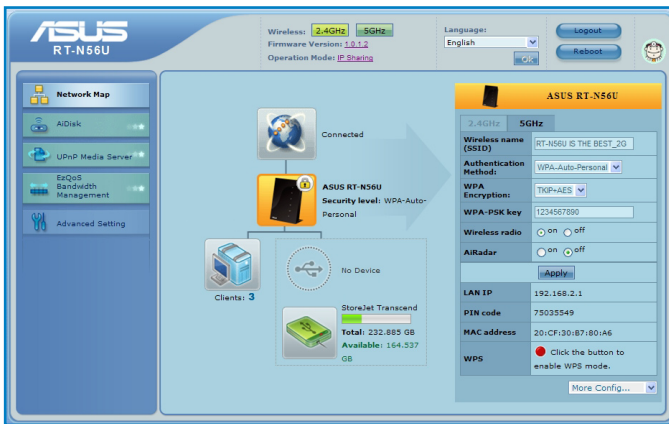 ASUS
RT-N56U
Wireless: 2.4GHz 5GHz
Firmware Version: 1.0.1.2
Operation Mode: IP Sharing
Language:
English
OK
Logout
Reboot
Network Map
AiDisk
UPnP Media Server
EzQoS
Bandwidth
Management
Advanced Setting
Connected
ASUS RT-N56U
Security level: WPA-Auto-
Personal
Clients: 3
No Device
StoreJet Transcend
Total: 232.885 GB
Available: 164.537
GB
ASUS RT-N56U
2.4GHz 5GHz
Wireless name
(SSID) RT-N56U IS THE BEST_2G
Authentication
Method: WPA-Auto-Personal
WPA
Encryption: TKIP+AES
WPA-PSK key 1234567890
Wireless radio on off
AiRadar on off
Apply
LAN IP 192.168.2.1
PIN code 75035549
MAC address 20:CF:30:B7:80:A6
WPS Click the button to
enable WPS mode.
More Config...